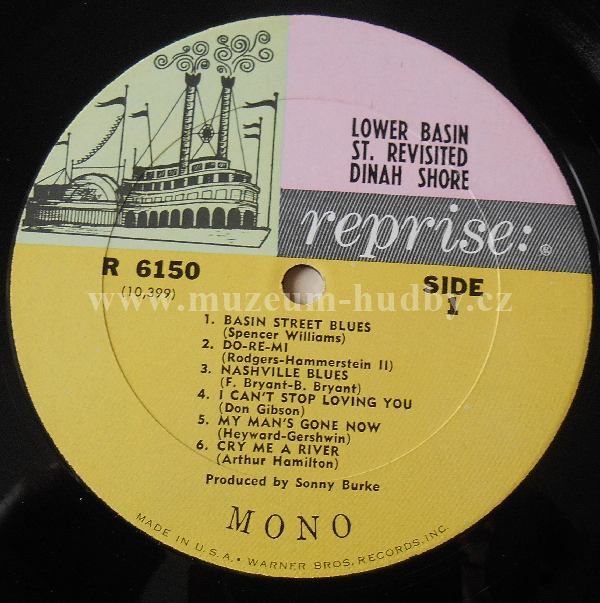 LOWER BASIN
ST. REVISITED
DINAH SHORE
reprise: ®
R 6150
(10,399)
SIDE
1
www.muzeum-hudby.cz
1. BASIN STREET BLUES
(Spencer Williams)
2. DO-RE-MI
(Rodgers-Hammerstein II)
3. NASHVILLE BLUES
(F. Bryant-B. Bryant)
4. I CAN'T STOP LOVING YOU
(Don Gibson)
5. MY MAN'S GONE NOW
(Heyward-Gershwin)
6. CRY ME A RIVER
(Arthur Hamilton)
Produced by Sonny Burke
MONO
MADE IN U.S.A. • WARNER BROS. RECORDS, INC.